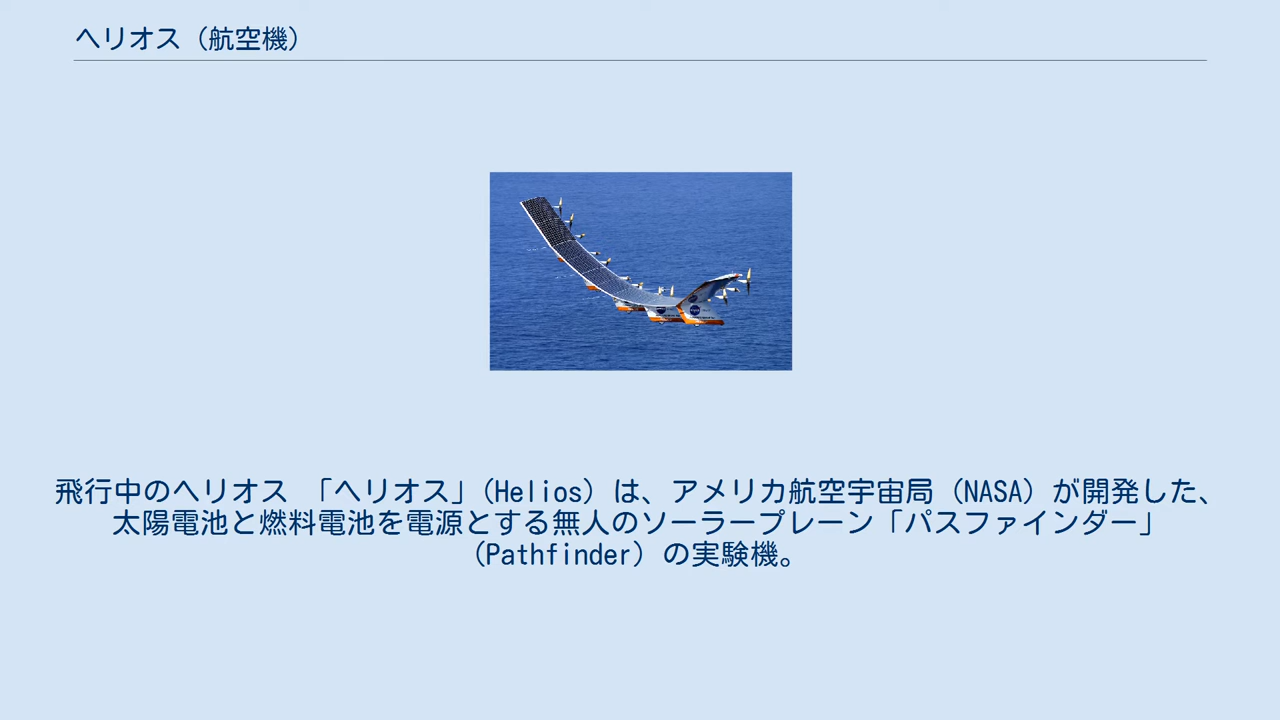 ヘリオス（航空機）
飛行中のヘリオス 「ヘリオス」（Helios）は、アメリカ航空宇宙局（NASA）が開発した、
太陽電池と燃料電池を電源とする無人のソーラープレーン「パスファインダー」
（Pathfinder）の実験機。